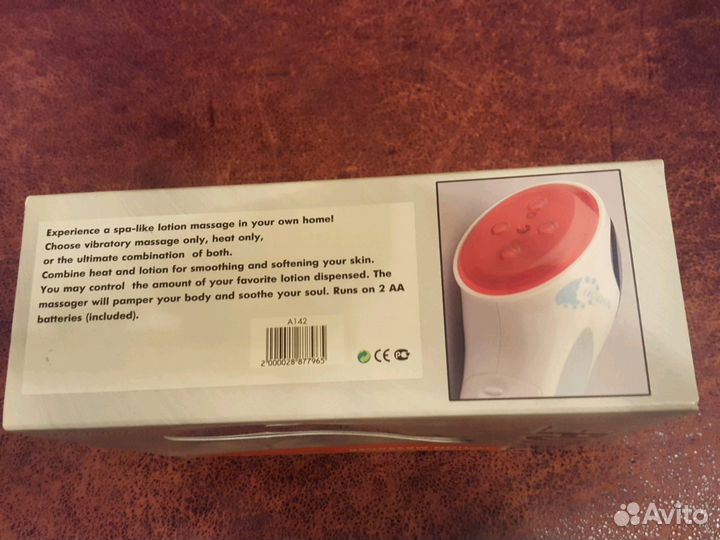 Experience a spa-like lotion massage in your own home!
Choose vibratory massage only, heat only,
or the ultimate combination of both.
Combine heat and lotion for smoothing and softening your skin.
You may control the amount of your favorite lotion dispensed. The
massager will pamper your body and soothe your soul. Runs on 2 AA
batteries (included).
A142
2 000028 877965
CE
Avito